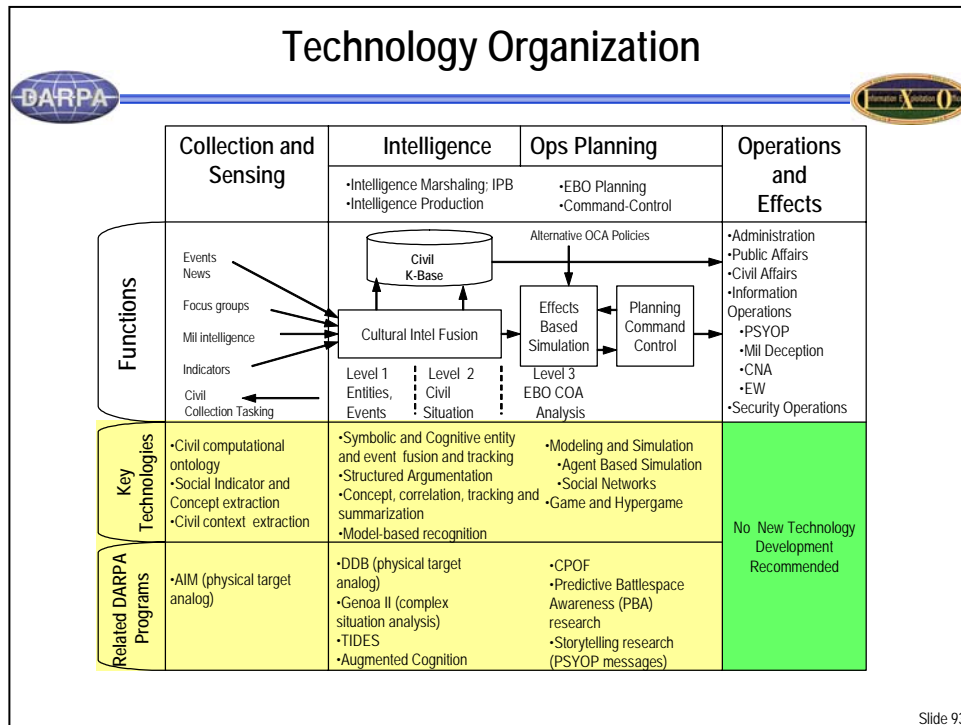 Technology Organization
DARPA
Information Exploitation Office
I X O
Collection and
Sensing
Intelligence
Ops Planning
Operations
and
Effects
•Intelligence Marshaling; IPB
•Intelligence Production
•EBO Planning
•Command-Control
Functions
Events
News
Focus groups
Mil intelligence
Indicators
Civil
Collection Tasking
Civil
K-Base
Cultural Intel Fusion
Level 1
Entities,
Events
Level 2
Civil
Situation
Alternative OCA Policies
Effects
Based
Simulation
Planning
Command
Control
Level 3
EBO COA
Analysis
•Administration
•Public Affairs
•Civil Affairs
•Information
Operations
•PSYOP
•Mil Deception
•CNA
•EW
•Security Operations
Key
Technologies
•Civil computational
ontology
•Social Indicator and
Concept extraction
•Civil context extraction
•Symbolic and Cognitive entity
and event fusion and tracking
•Structured Argumentation
•Concept, correlation, tracking and
summarization
•Model-based recognition
•Modeling and Simulation
•Agent Based Simulation
•Social Networks
•Game and Hypergame
No New Technology
Development
Recommended
Related DARPA
Programs
•AIM (physical target
analog)
•DDB (physical target
analog)
•Genoa II (complex
situation analysis)
•TIDES
•Augmented Cognition
•CPOF
•Predictive Battlespace
Awareness (PBA)
research
•Storytelling research
(PSYOP messages)
Slide 93